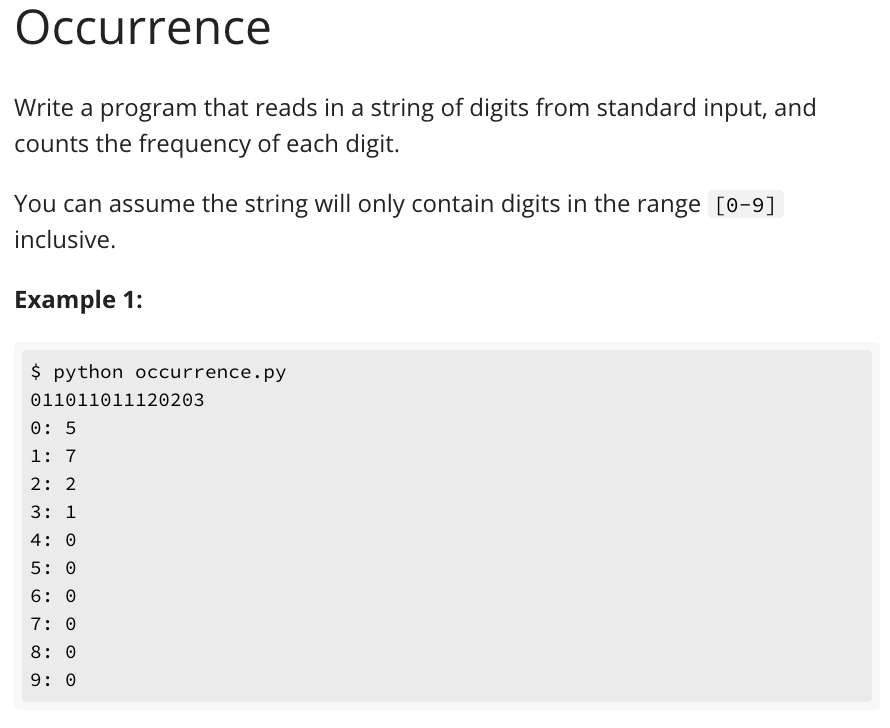 Occurrence
Write a program that reads in a string of digits from standard input, and
counts the frequency of each digit.
You can assume the string will only contain digits in the range [0-9]
inclusive.
Example 1:
$ python occurrence.py
011011011120203
0: 5
1: 7
2: 2
3: 1
4: 0
5: 0
6: 0
7: 0
8: 0
9: 0